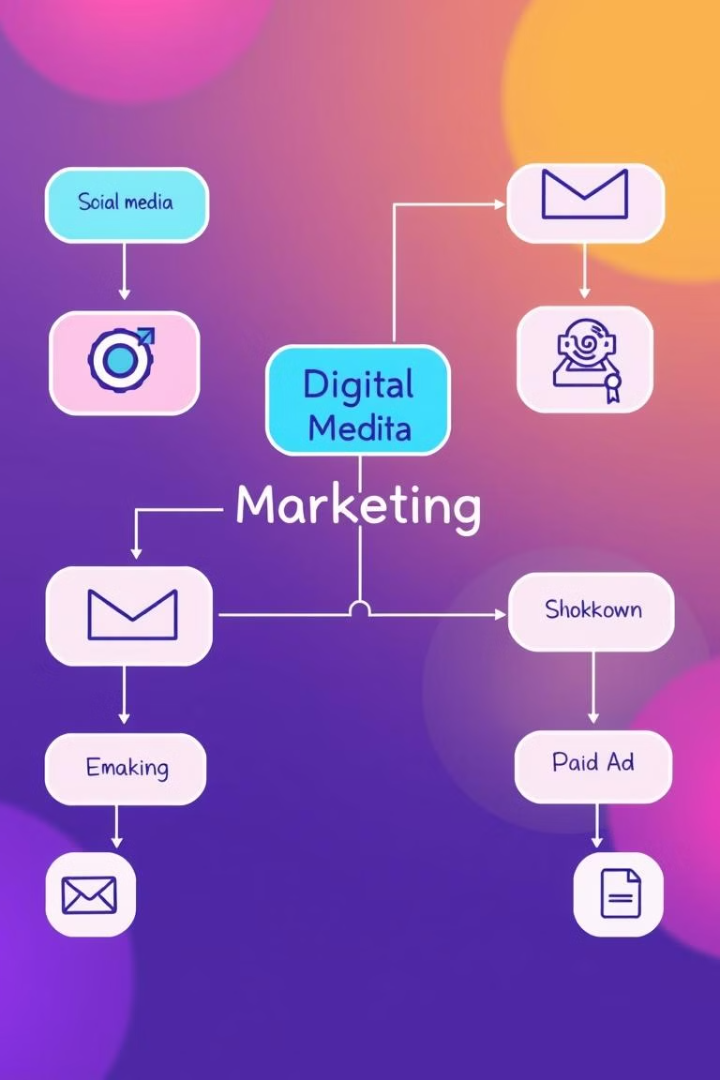 Soial media
Digital
Medita
Marketing
Shokkown
Emaking
Paid Ad